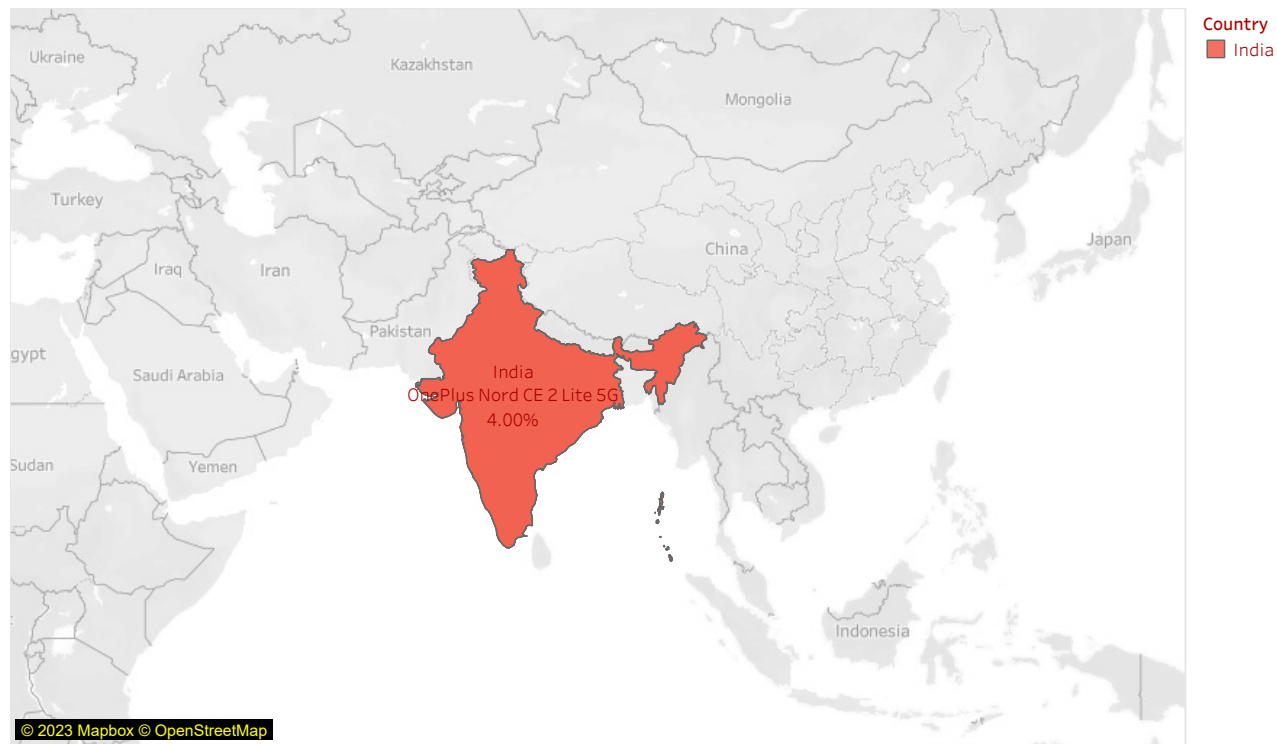 Country
India
Ukraine
Kazakhstan
Mongolia
Turkey
China
Japan
Iraq
Iran
Pakistan
gypt
Saudi Arabia
India
OnePlus Nord CE 2 Lite 5G
4.00%
Sudan
Yemen
Indonesia
© 2023 Mapbox © OpenStreetMap